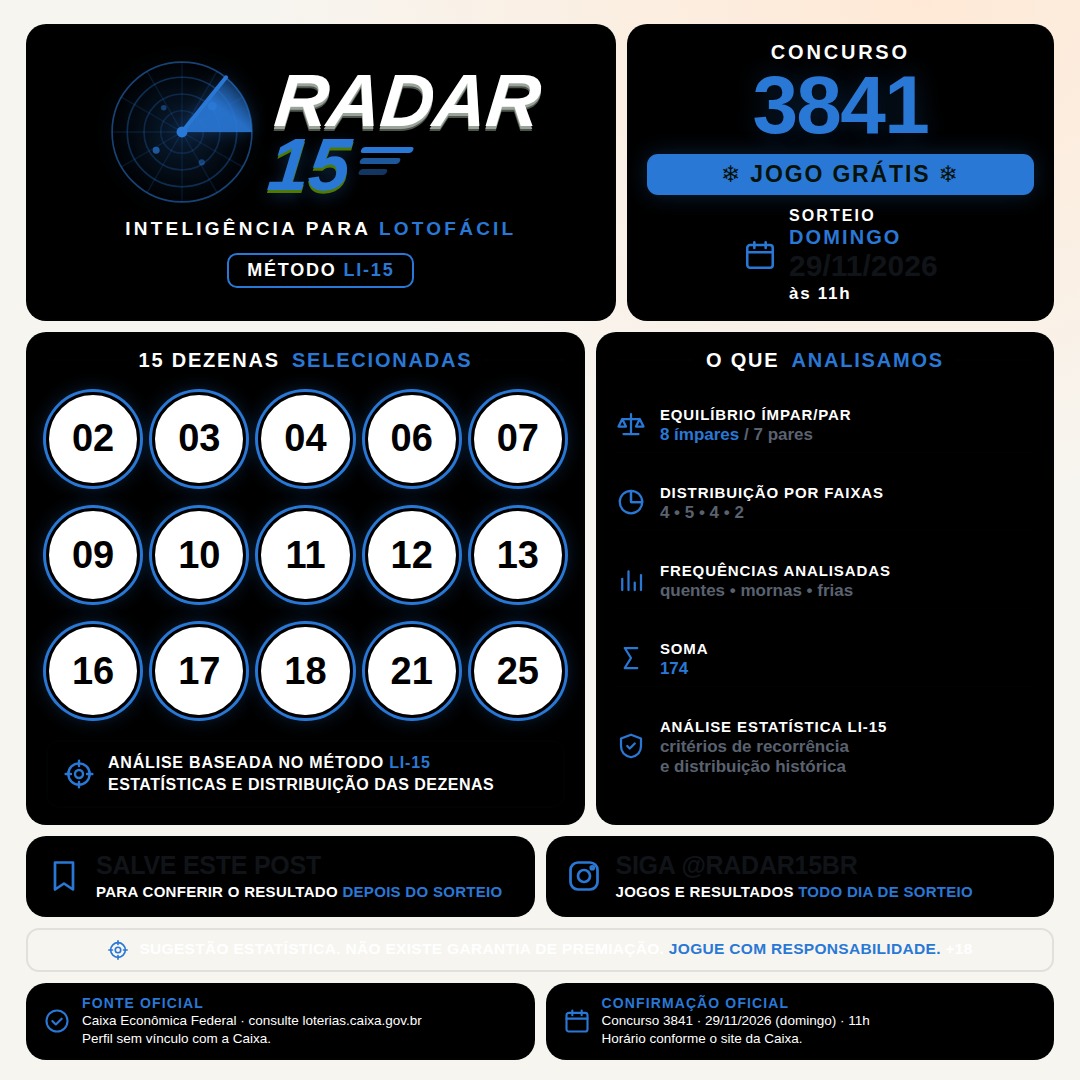 RADAR
15
INTELIGÊNCIA PARA LOTOFÁCIL
MÉTODO LI-15
CONCURSO
3841
❄ JOGO GRÁTIS ❄
SORTEIO
DOMINGO
29/11/2026
às 11h
15 DEZENAS SELECIONADAS
02 03 04 06 07
09 10 11 12 13
16 17 18 21 25
ANÁLISE BASEADA NO MÉTODO LI-15
ESTATÍSTICAS E DISTRIBUIÇÃO DAS DEZENAS
O QUE ANALISAMOS
EQUILÍBRIO ÍMPAR/PAR
8 ímpares / 7 pares
DISTRIBUIÇÃO POR FAIXAS
4 • 5 • 4 • 2
FREQUÊNCIAS ANALISADAS
quentes • mornas • frias
SOMA
174
ANÁLISE ESTATÍSTICA LI-15
critérios de recorrência
e distribuição histórica
SALVE ESTE POST
PARA CONFERIR O RESULTADO DEPOIS DO SORTEIO
SIGA @RADAR15BR
JOGOS E RESULTADOS TODO DIA DE SORTEIO
SUGESTÃO ESTATÍSTICA. NÃO EXISTE GARANTIA DE PREMIAÇÃO. JOGUE COM RESPONSABILIDADE. +18
FONTE OFICIAL
Caixa Econômica Federal · consulte loterias.caixa.gov.br
Perfil sem vínculo com a Caixa.
CONFIRMAÇÃO OFICIAL
Concurso 3841 · 29/11/2026 (domingo) · 11h
Horário conforme o site da Caixa.